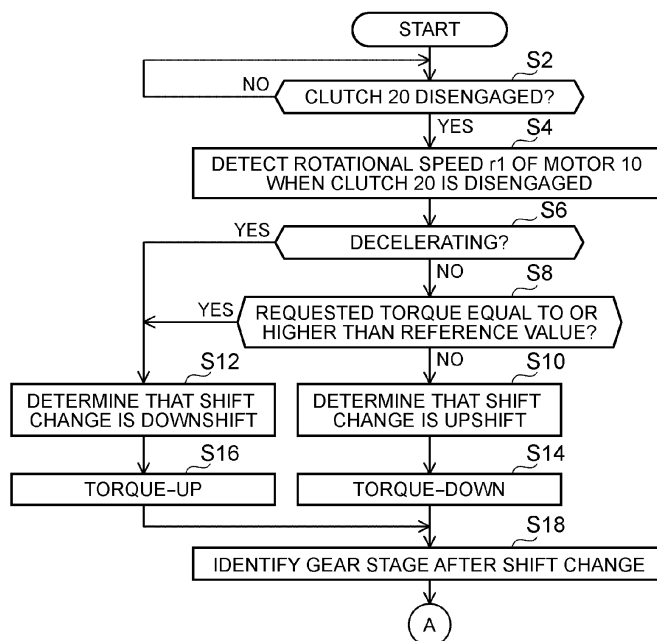 START
S2
NO
CLUTCH 20 DISENGAGED?
YES
S4
DETECT ROTATIONAL SPEED r1 OF MOTOR 10
WHEN CLUTCH 20 IS DISENGAGED
S6
YES
DECELERATING?
NO
S8
YES
REQUESTED TORQUE EQUAL TO OR
HIGHER THAN REFERENCE VALUE?
NO
S12
S10
DETERMINE THAT SHIFT
CHANGE IS DOWNSHIFT
DETERMINE THAT SHIFT
CHANGE IS UPSHIFT
S16
S14
TORQUE-UP
TORQUE-DOWN
S18
IDENTIFY GEAR STAGE AFTER SHIFT CHANGE
A